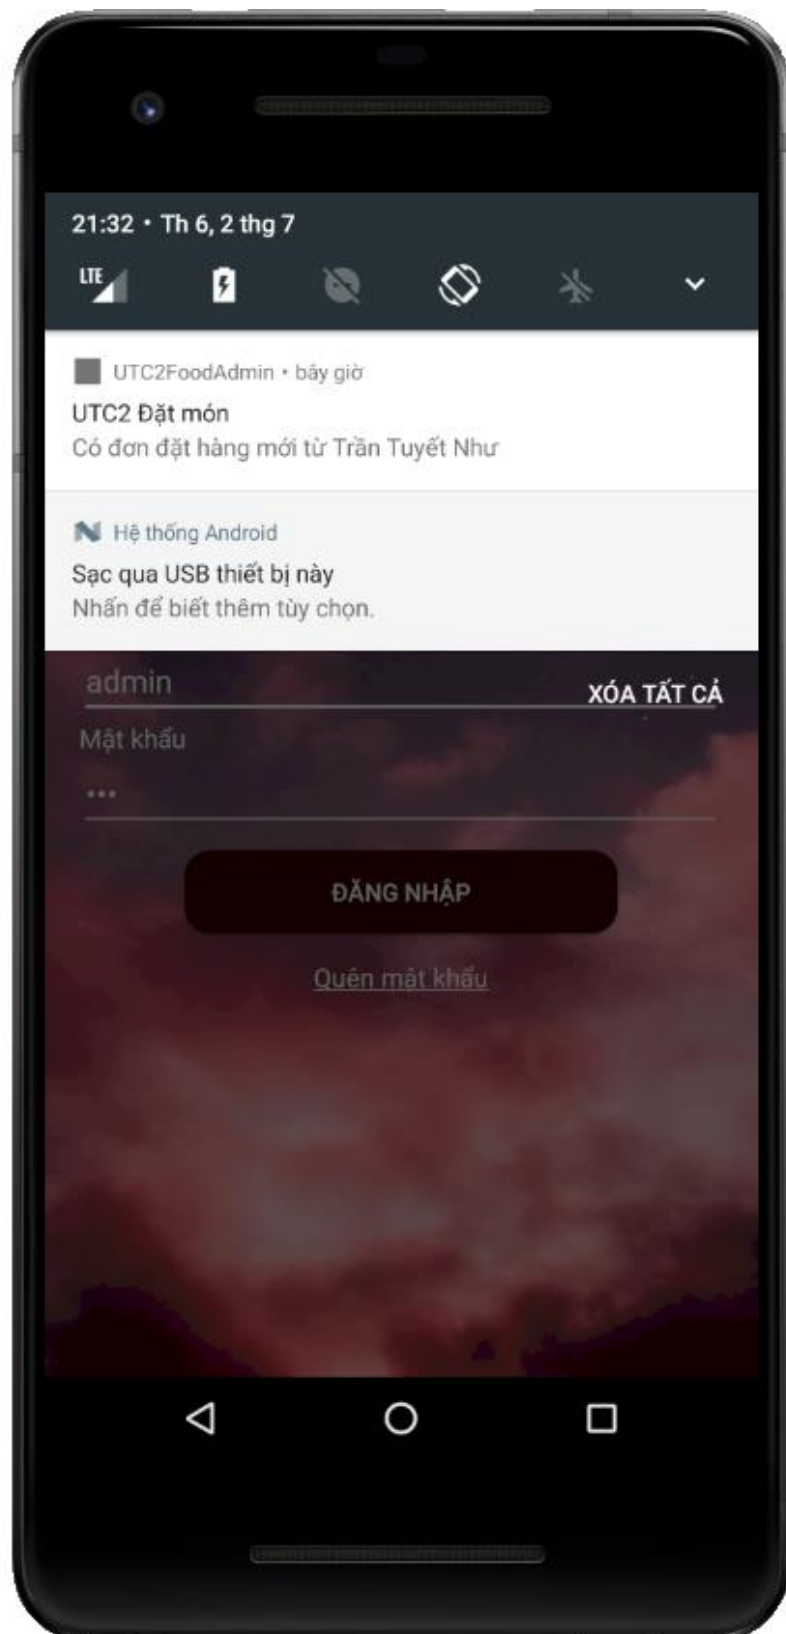 21:32 • Th 6, 2 thg 7
LTE
UTC2FoodAdmin • bây giờ
UTC2 Đặt món
Có đơn đặt hàng mới từ Trần Tuyết Như
Hệ thống Android
Sạc qua USB thiết bị này
Nhấn để biết thêm tùy chọn.
admin
XÓA TẤT CẢ
Mật khẩu
•••
ĐĂNG NHẬP
Quên mật khẩu